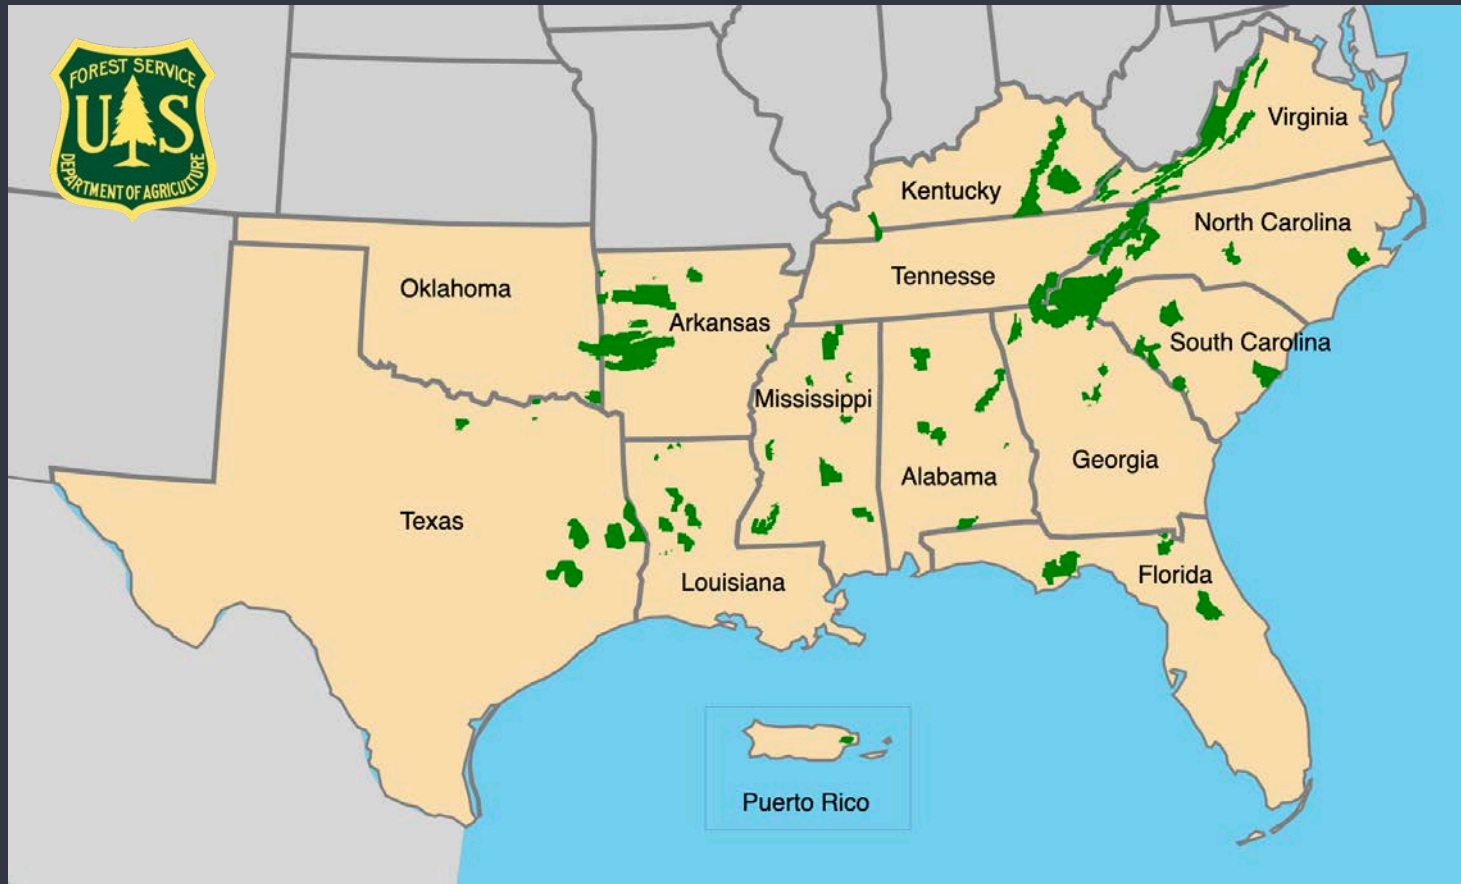 FOREST SERVICE
U S
DEPARTMENT OF AGRICULTURE
Virginia
Kentucky
North Carolina
Tennesse
Oklahoma
Arkansas
South Carolina
Mississippi
Georgia
Alabama
Texas
Louisiana
Florida
Puerto Rico